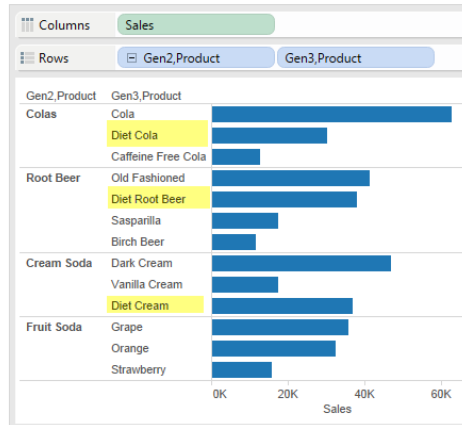 Columns Sales
Rows Gen2,Product Gen3,Product
Gen2,Product Gen3,Product
Colas Cola
Diet Cola
Caffeine Free Cola
Root Beer Old Fashioned
Diet Root Beer
Sasparilla
Birch Beer
Cream Soda Dark Cream
Vanilla Cream
Diet Cream
Fruit Soda Grape
Orange
Strawberry
0K 20K 40K 60K
Sales